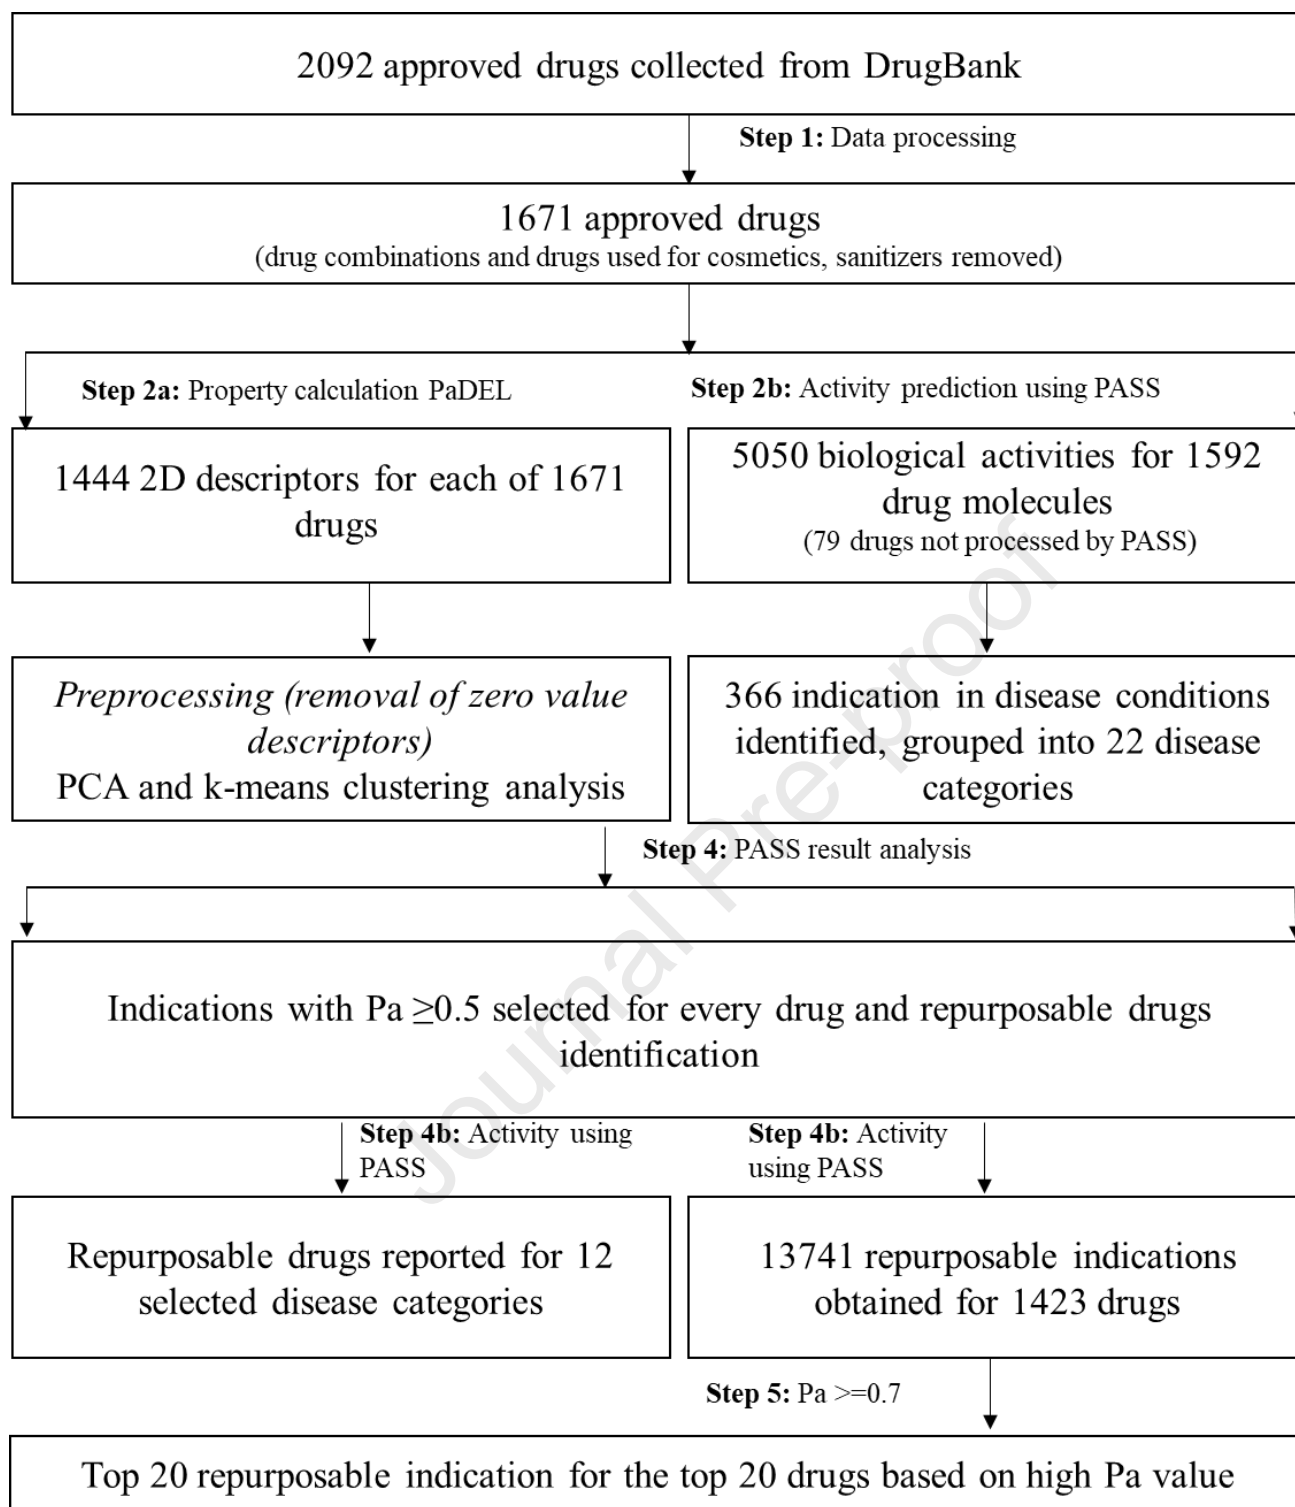 2092 approved drugs collected from DrugBank
Step 1: Data processing
1671 approved drugs
(drug combinations and drugs used for cosmetics, sanitizers removed)
Step 2a: Property calculation PaDEL
Step 2b: Activity prediction using PASS
1444 2D descriptors for each of 1671
drugs
5050 biological activities for 1592
drug molecules
(79 drugs not processed by PASS)
Preprocessing (removal of zero value
descriptors)
PCA and k-means clustering analysis
366 indication in disease conditions
identified, grouped into 22 disease
categories
Step 4: PASS result analysis
Indications with Pa ≥0.5 selected for every drug and repurposable drugs
identification
Step 4b: Activity using
PASS
Step 4b: Activity
using PASS
Repurposable drugs reported for 12
selected disease categories
13741 repurposable indications
obtained for 1423 drugs
Step 5: Pa >=0.7
Top 20 repurposable indication for the top 20 drugs based on high Pa value
Journal Pre-proof